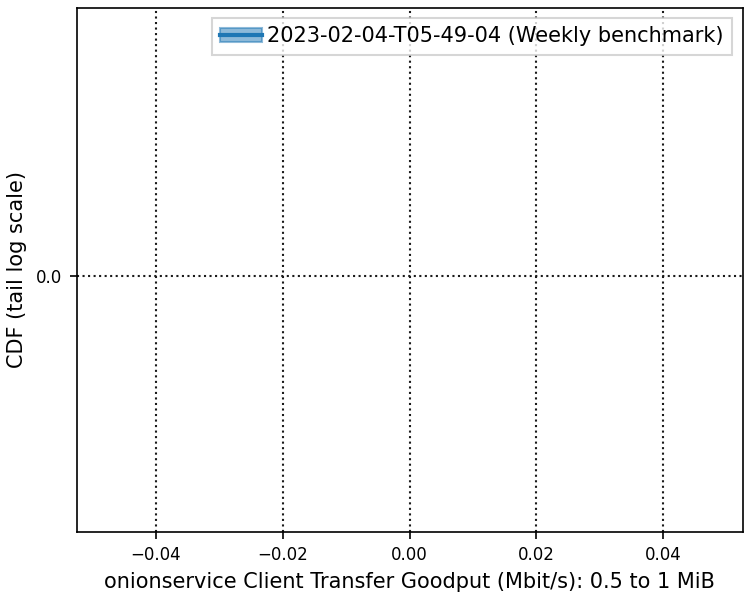 2023-02-04-T05-49-04 (Weekly benchmark)
CDF (tail log scale)
0.0
−0.04 −0.02 0.00 0.02 0.04
onionservice Client Transfer Goodput (Mbit/s): 0.5 to 1 MiB